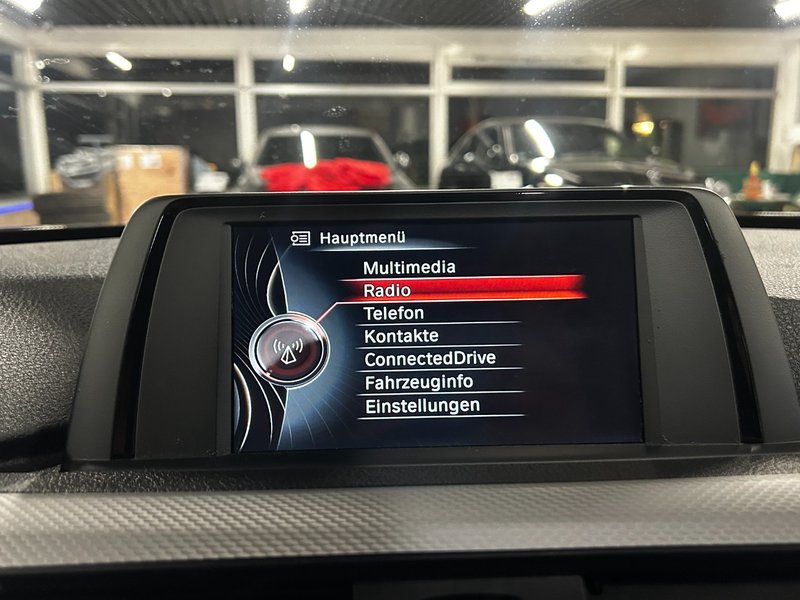 Hauptmenü
Multimedia
Radio
Telefon
Kontakte
ConnectedDrive
Fahrzeuginfo
Einstellungen